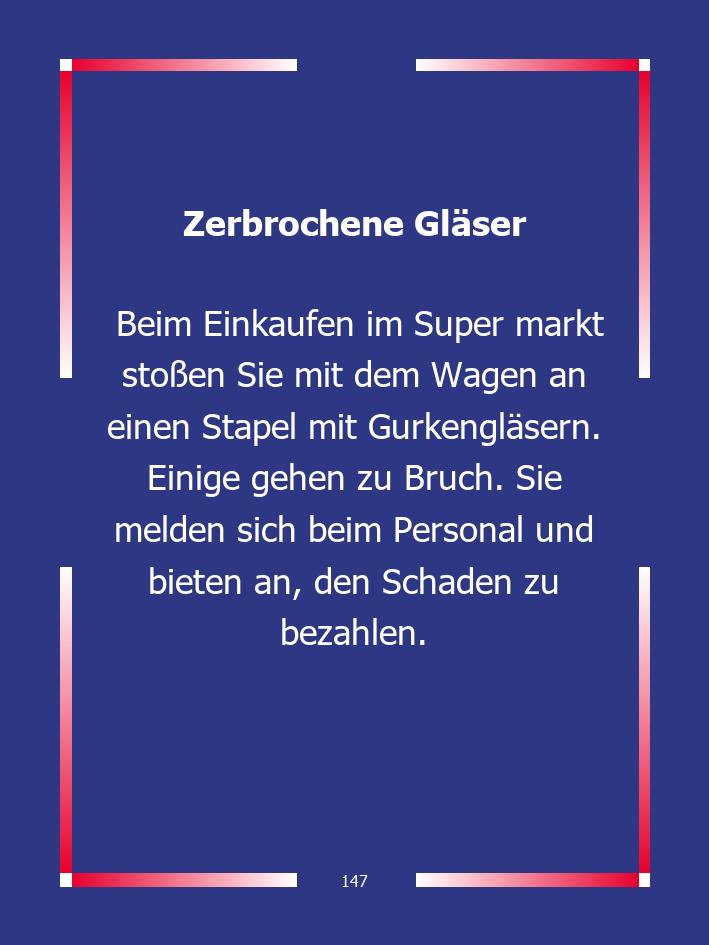 Zerbrochene Gläser
Beim Einkaufen im Super markt
stoßen Sie mit dem Wagen an
einen Stapel mit Gurkengläsern.
Einige gehen zu Bruch. Sie
melden sich beim Personal und
bieten an, den Schaden zu
bezahlen.
147